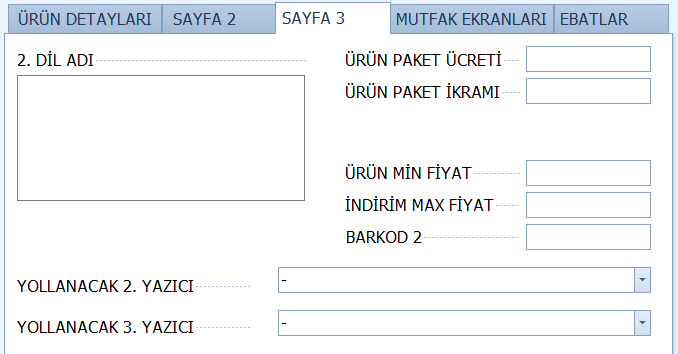 ÜRÜN DETAYLARI SAYFA 2 SAYFA 3 MUTFAK EKRANLARI EBATLAR
2. DİL ADI
ÜRÜN PAKET ÜCRETİ
ÜRÜN PAKET İKRAMI
ÜRÜN MİN FİYAT
İNDİRİM MAX FİYAT
BARKOD 2
YOLLANACAK 2. YAZICI -
YOLLANACAK 3. YAZICI -